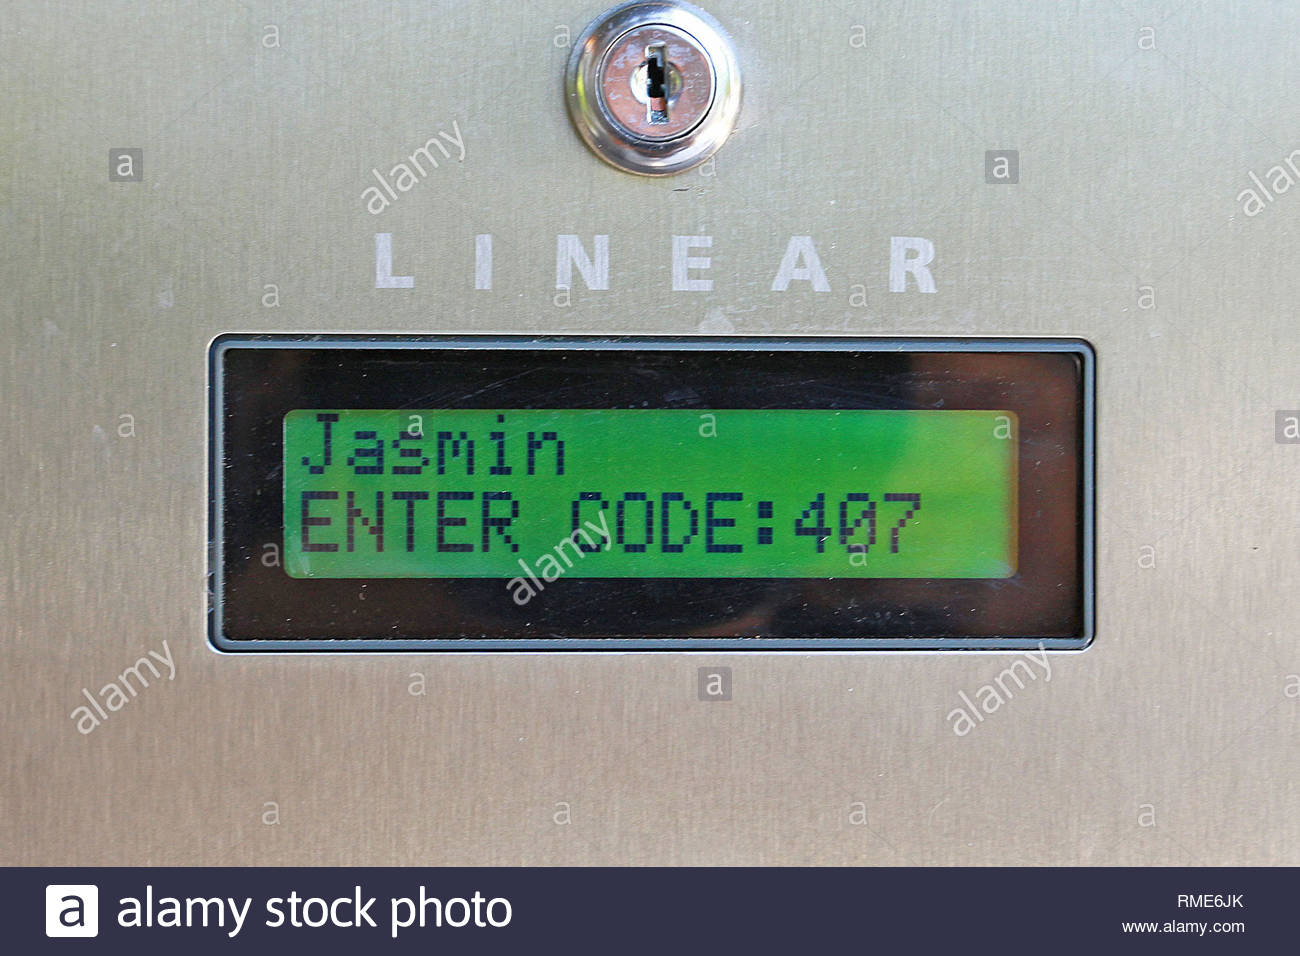 LINEAR
Jasmin
ENTER CODE:407
a alamy stock photo
RME6JK
www.alamy.com